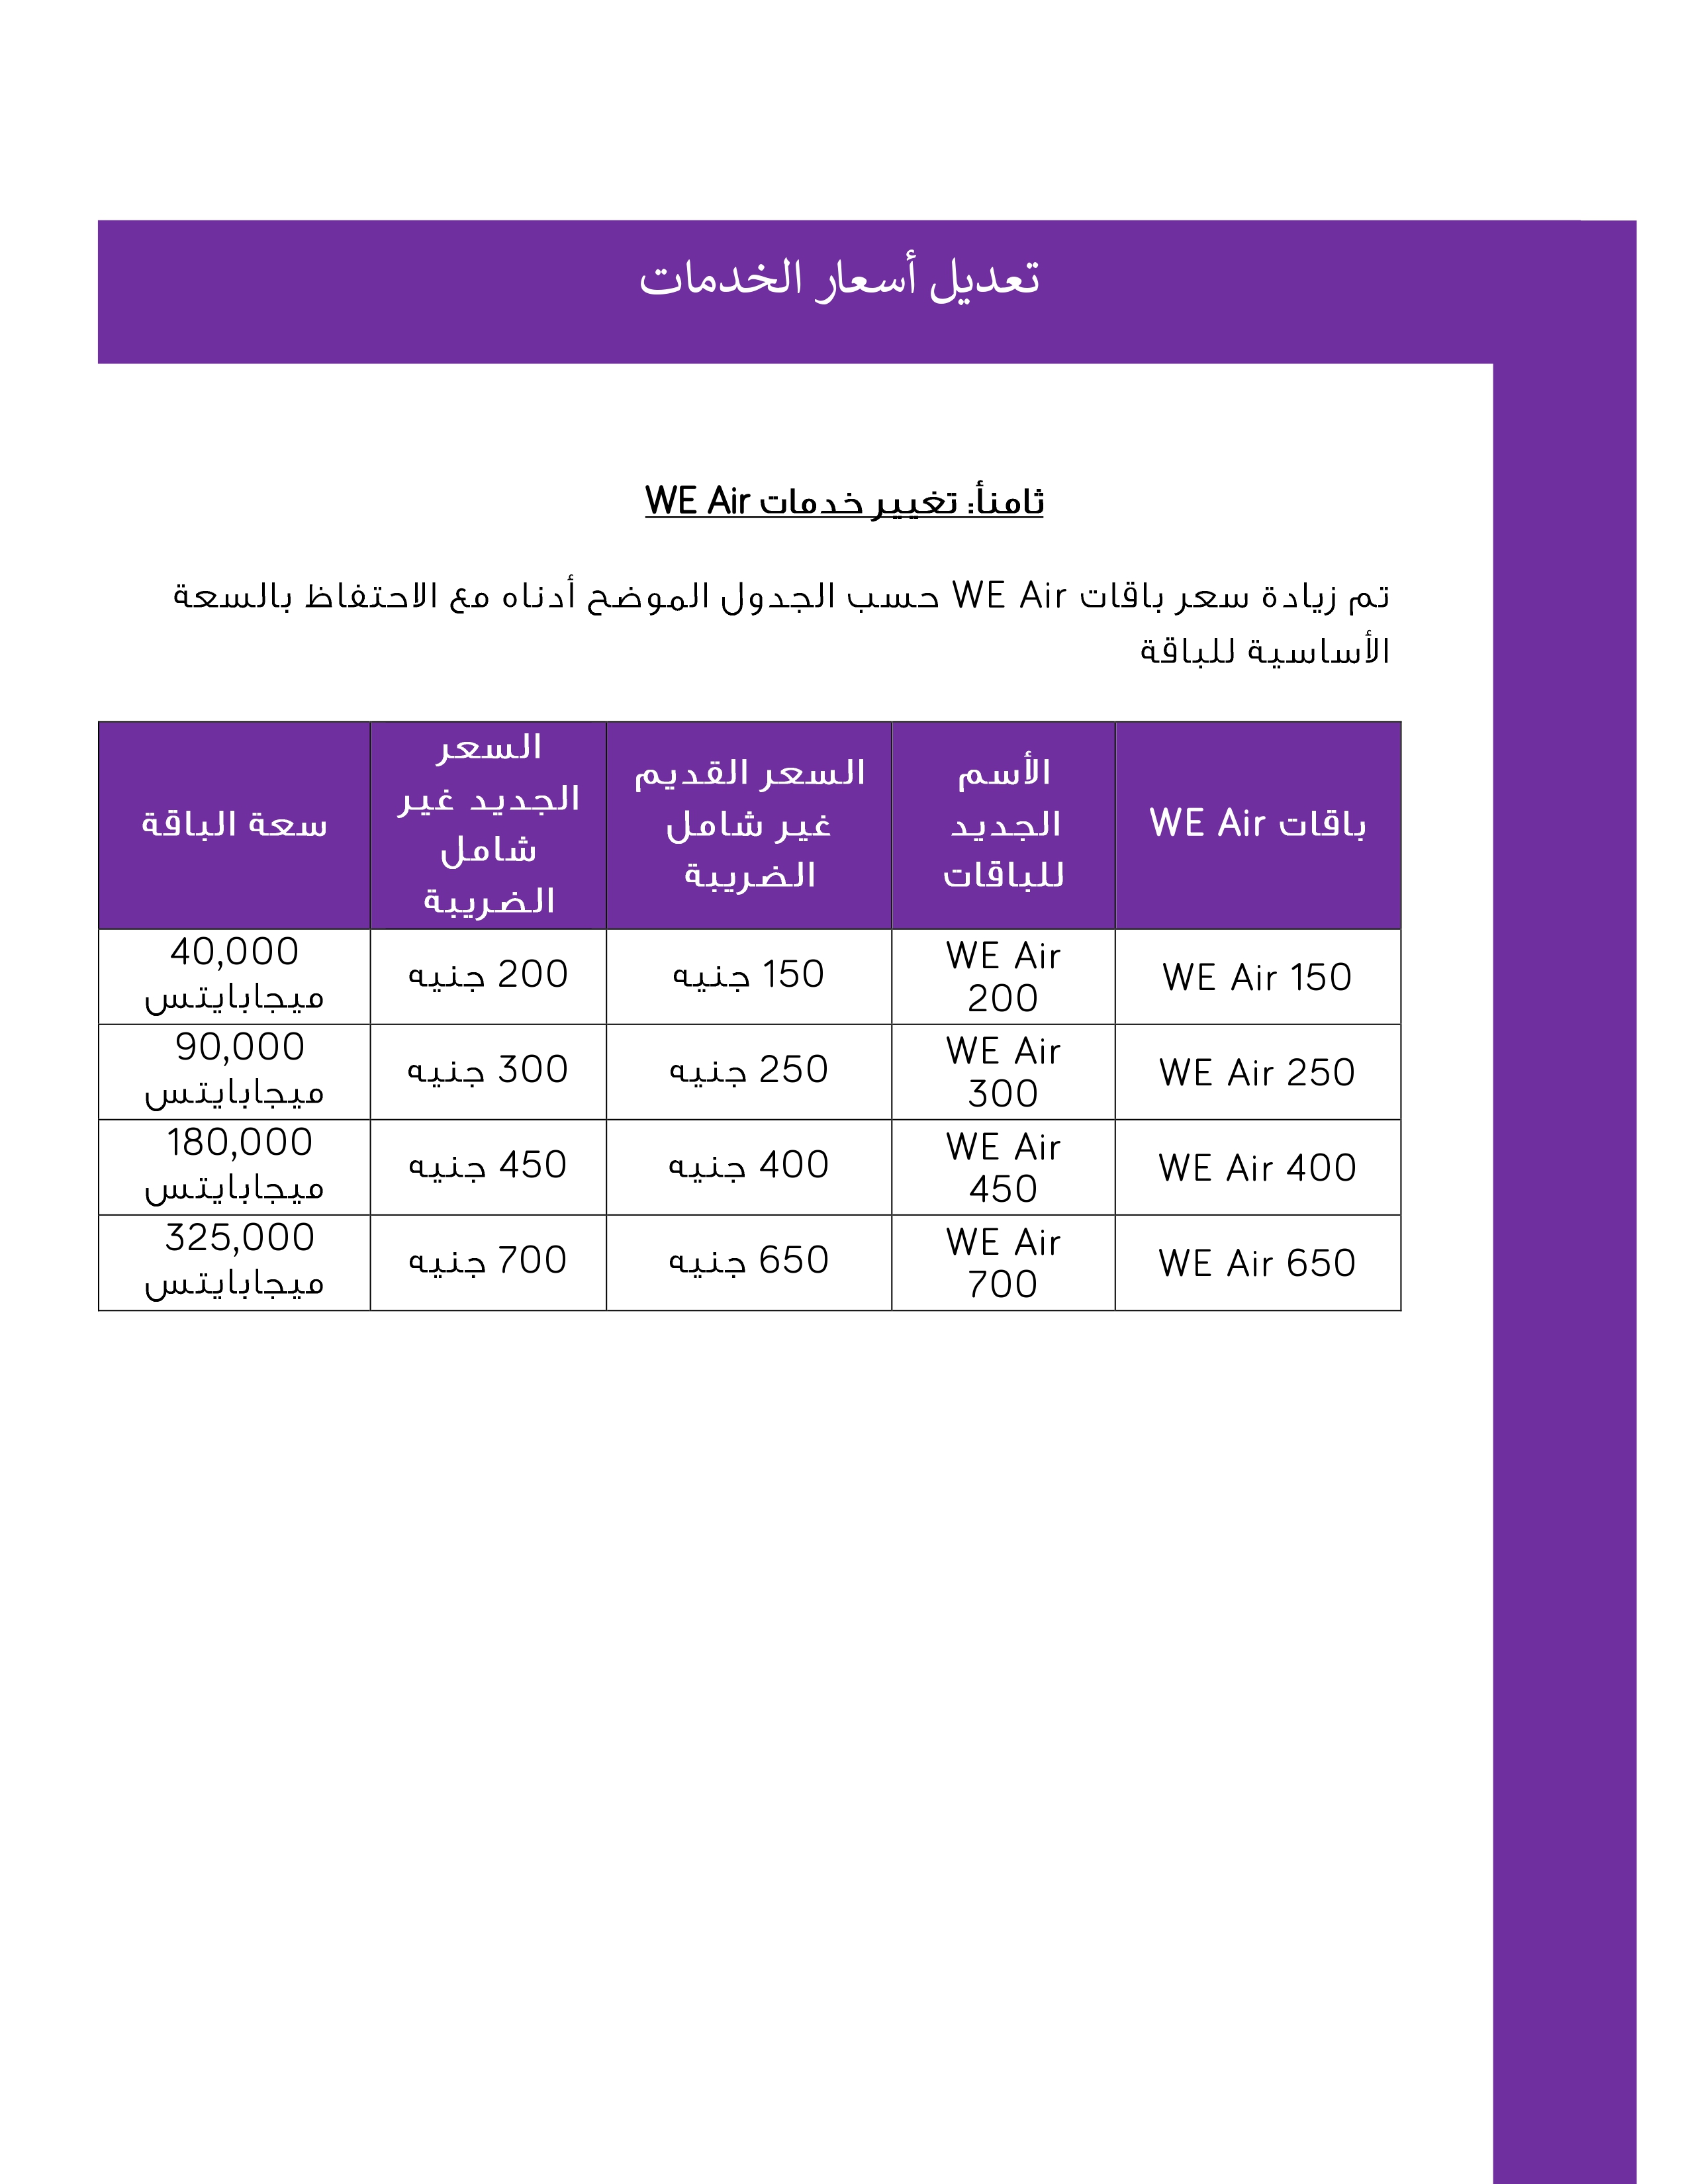 تعديل أسعار الخدمات
ثامنأ: تغيير خدمات WE Air
تم زيادة سعر باقات WE Air حسب الجدول الموضح أدناه مع الاحتفاظ بالسعة
الأساسية للباقة
باقات WE Air
الأسم
الجديد
للباقات
السعر القديم
غير شامل
الضريبة
السعر
الجديد غير
شامل
الضريبة
سعة الباقة
WE Air 150
WE Air
200
150 جنيه
200 جنيه
40,000
ميجابايتس
WE Air 250
WE Air
300
250 جنيه
300 جنيه
90,000
ميجابايتس
WE Air 400
WE Air
450
400 جنيه
450 جنيه
180,000
ميجابايتس
WE Air 650
WE Air
700
650 جنيه
700 جنيه
325,000
ميجابايتس